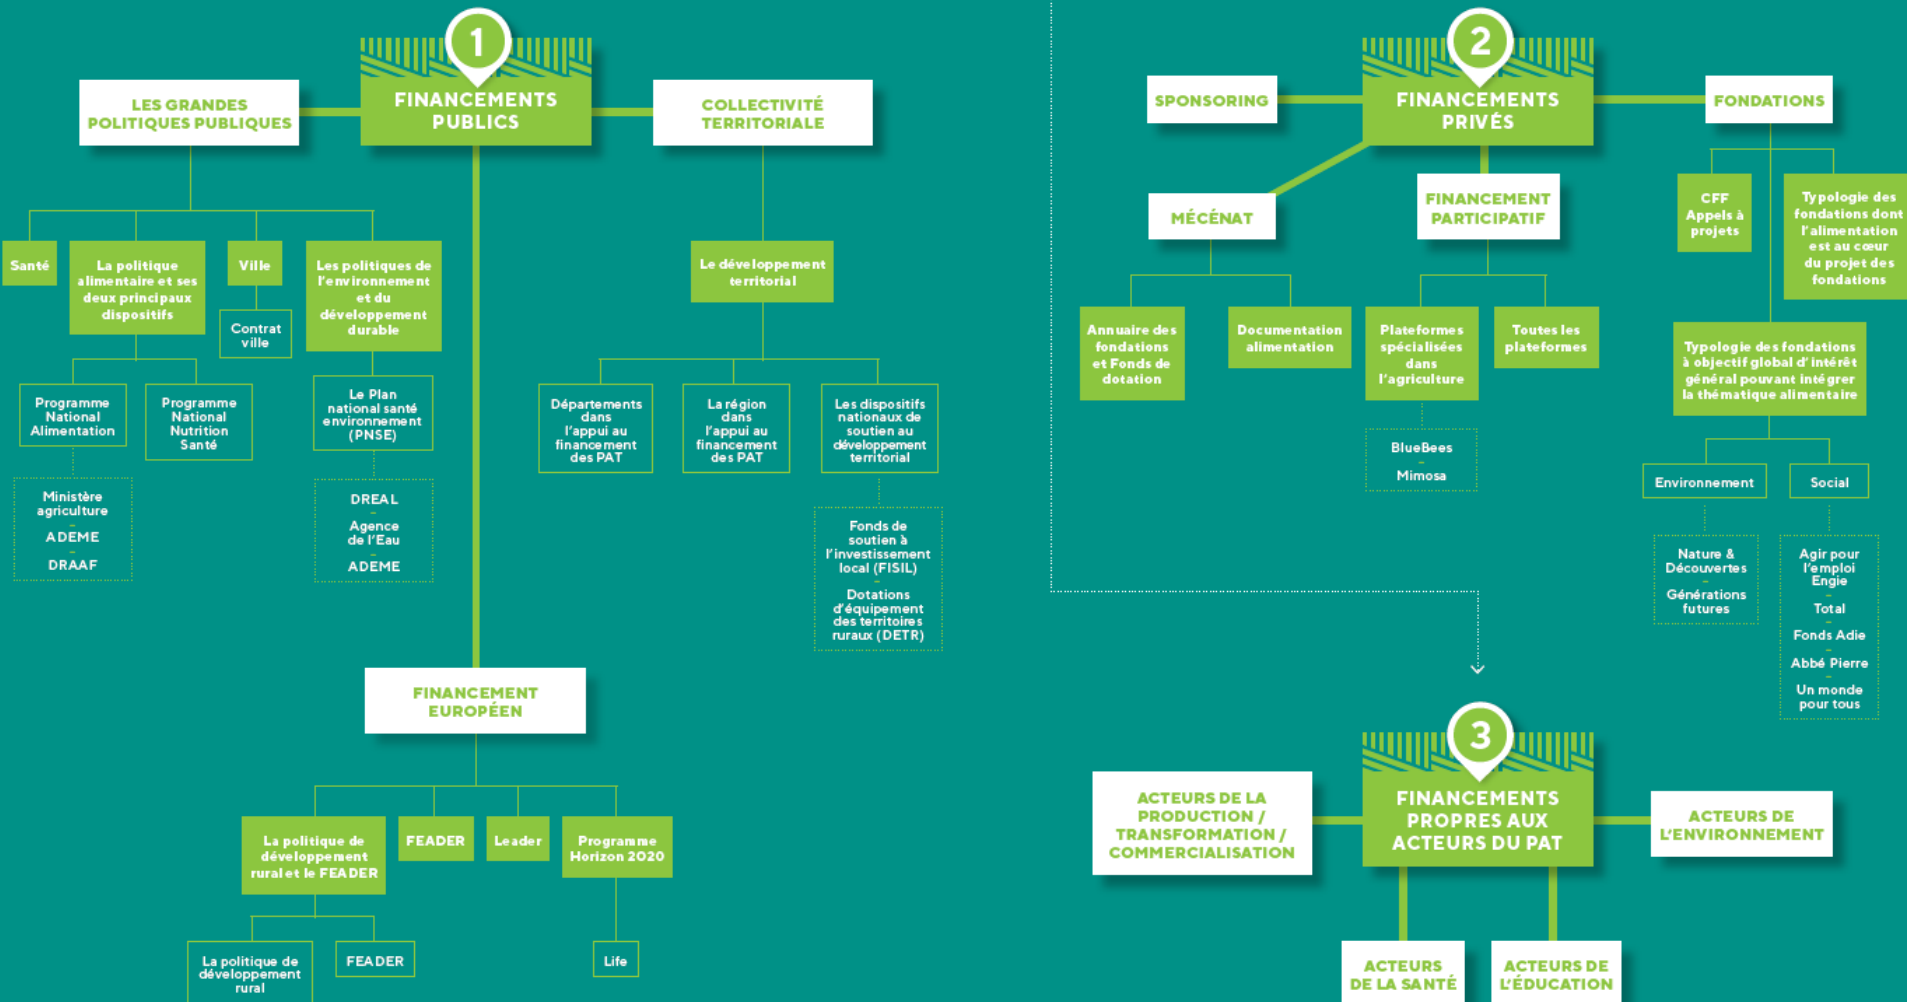 1
FINANCEMENTS
PUBLICS
LES GRANDES
POLITIQUES PUBLIQUES
COLLECTIVITÉ
TERRITORIALE
Santé
La politique
alimentaire et ses
deux principaux
dispositifs
Ville
Les politiques de
l'environnement
et du
développement
durable
Contrat
ville
Programme
National
Alimentation
Programme
National
Nutrition
Santé
Le Plan
national santé
environnement
(PNSE)
Ministère
agriculture
–
ADEME
–
DRAAF
DREAL
–
Agence
de l'Eau
–
ADEME
Le développement
territorial
Départements
dans
l'appui au
financement
des PAT
La région
dans
l'appui au
financement
des PAT
Les dispositifs
nationaux de
soutien au
développement
territorial
Fonds de
soutien à
l'investissement
local (FISIL)
–
Dotations
d'équipement
des territoires
ruraux (DETR)
FINANCEMENT
EUROPÉEN
La politique de
développement
rural et le FEADER
FEADER
Leader
Programme
Horizon 2020
La politique de
développement
rural
FEADER
Life
2
FINANCEMENTS
PRIVÉS
SPONSORING
FONDATIONS
MÉCÉNAT
FINANCEMENT
PARTICIPATIF
CFF
Appels à
projets
Typologie des
fondations dont
l'alimentation
est au cœur
du projet des
fondations
Annuaire des
fondations
et Fonds de
dotation
Documentation
alimentation
Plateformes
spécialisées
dans
l'agriculture
Toutes les
plateformes
BlueBees
–
Mimosa
Typologie des fondations
à objectif global d'intérêt
général pouvant intégrer
la thématique alimentaire
Environnement
Social
Nature &
Découvertes
–
Générations
futures
Agir pour
l'emploi
Engie
–
Total
–
Fonds Adie
–
Abbé Pierre
–
Un monde
pour tous
3
FINANCEMENTS
PROPRES AUX
ACTEURS DU PAT
ACTEURS DE LA
PRODUCTION /
TRANSFORMATION /
COMMERCIALISATION
ACTEURS DE
L'ENVIRONNEMENT
ACTEURS
DE LA SANTÉ
ACTEURS DE
L'ÉDUCATION